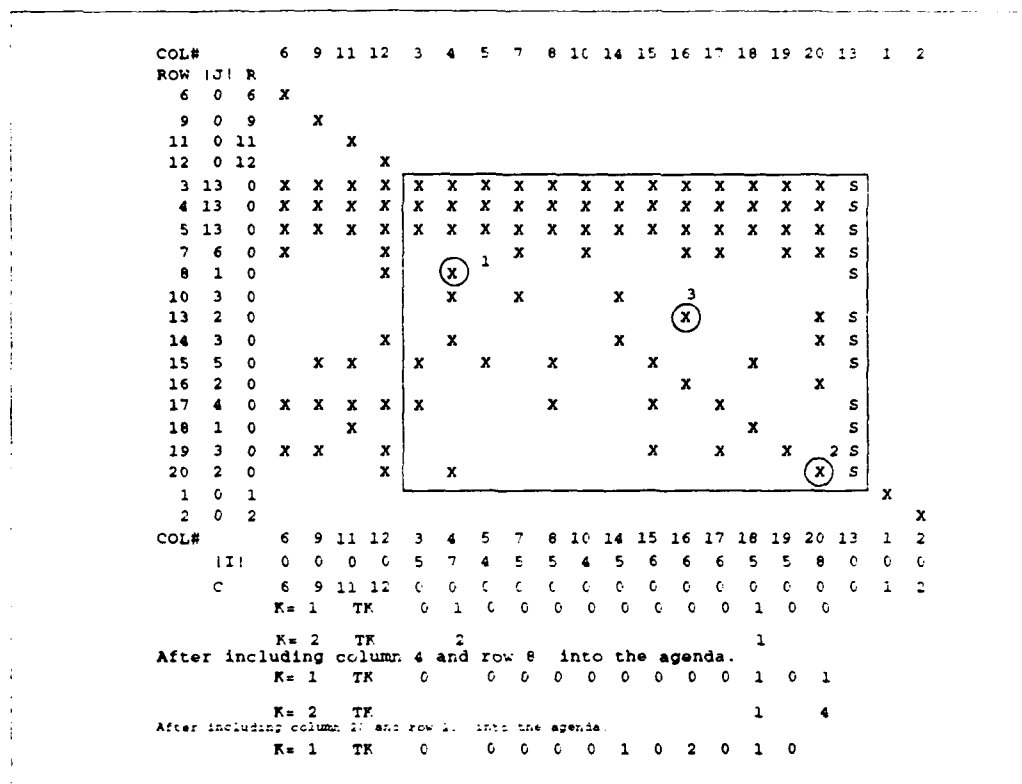 COL# 6 9 11 12 3 4 5 7 8 10 14 15 16 17 18 19 20 13 1 2
ROW |J! R
6 0 6 X
9 0 9 X
11 0 11 X
12 0 12 X
3 13 0 X X X X X X X X X X X X X X X X X S
4 13 0 X X X X X X X X X X X X X X X X X S
5 13 0 X X X X X X X X X X X X X X X X X S
7 6 0 X X X X X X X X S
8 1 0 X X 1 S
10 3 0 X X X 3
13 2 0 X X S
14 3 0 X X X X S
15 5 0 X X X X X X X S
16 2 0 X X
17 4 0 X X X X X X X X S
18 1 0 X X S
19 3 0 X X X X X X 2 S
20 2 0 X X X S
1 0 1 X
2 0 2 X
COL# 6 9 11 12 3 4 5 7 8 10 14 15 16 17 18 19 20 13 1 2
|I! 0 0 0 0 5 7 4 5 5 4 5 6 6 6 5 5 8 0 0 0
C 6 9 11 12 0 0 0 0 0 0 0 0 0 0 0 0 0 0 1 2
K= 1 TK 0 1 0 0 0 0 0 0 0 0 1 0 0
K= 2 TK 2 1
After including column 4 and row 8 into the agenda.
K= 1 TK 0 0 0 0 0 0 0 0 0 1 0 1
K= 2 TK 1 4
After including column and row into the agenda.
K= 1 TK 0 0 0 0 0 1 0 2 0 1 0